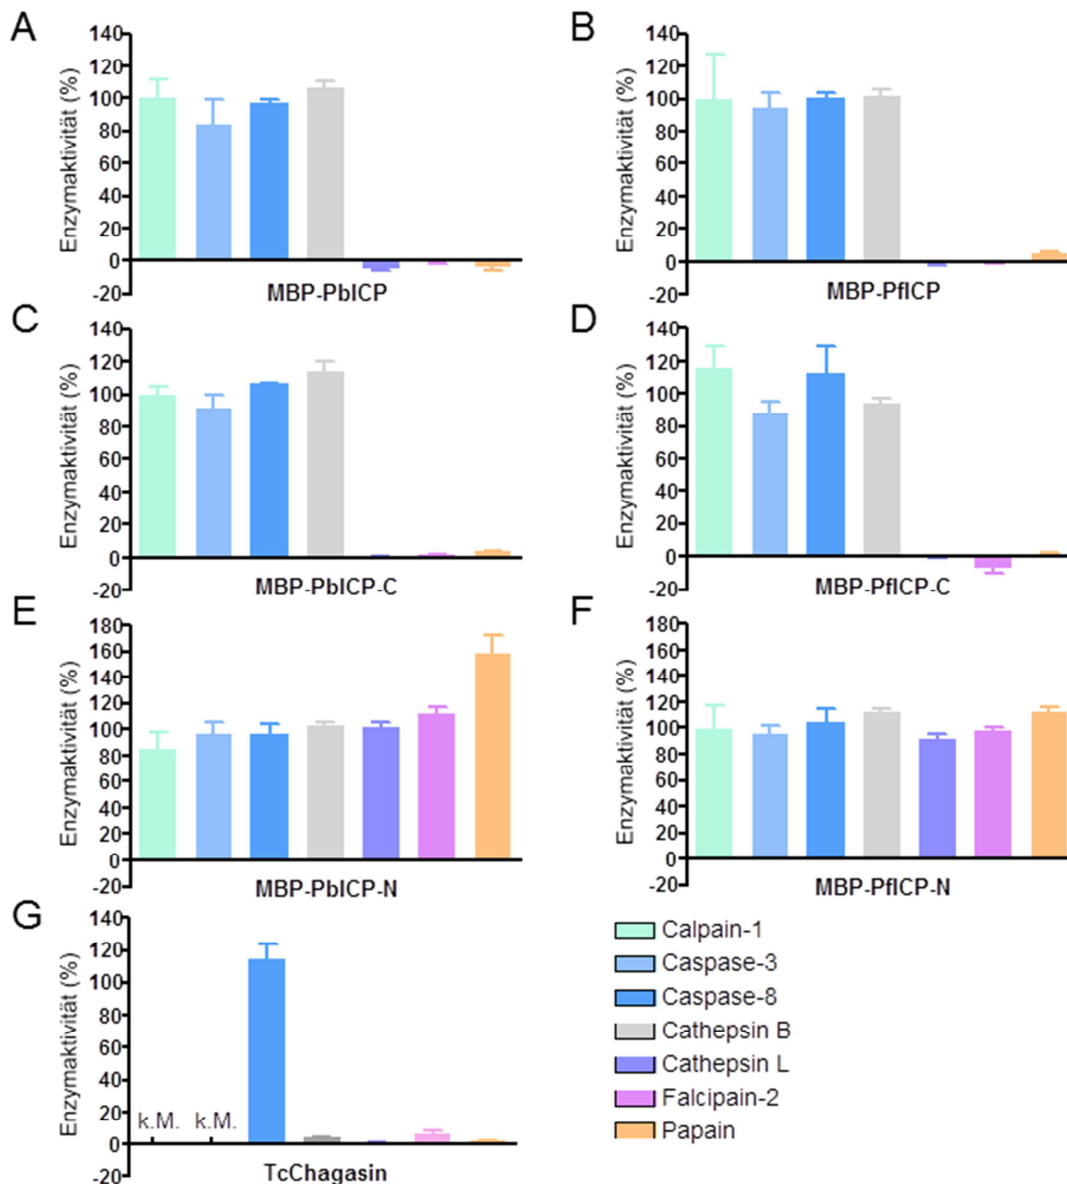 A
Enzymaktivität (%)
140
120
100
80
60
40
20
0
-20
MBP-PbICP
B
Enzymaktivität (%)
140
120
100
80
60
40
20
0
-20
MBP-PfICP
C
Enzymaktivität (%)
140
120
100
80
60
40
20
0
-20
MBP-PbICP-C
D
Enzymaktivität (%)
140
120
100
80
60
40
20
0
-20
MBP-PfICP-C
E
Enzymaktivität (%)
180
160
140
120
100
80
60
40
20
0
-20
MBP-PbICP-N
F
Enzymaktivität (%)
180
160
140
120
100
80
60
40
20
0
-20
MBP-PfICP-N
G
Enzymaktivität (%)
140
120
100
80
60
40
20
0
-20
k.M. k.M.
TcChagasin
Calpain-1
Caspase-3
Caspase-8
Cathepsin B
Cathepsin L
Falcipain-2
Papain